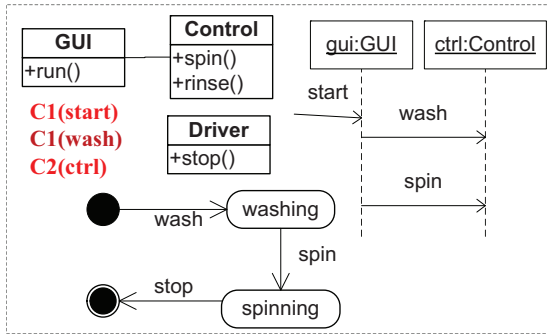 GUI
+run()
Control
+spin()
+rinse()
gui:GUI
ctrl:Control
start
wash
spin
C1(start)
C1(wash)
C2(ctrl)
Driver
+stop()
wash
washing
spin
stop
spinning